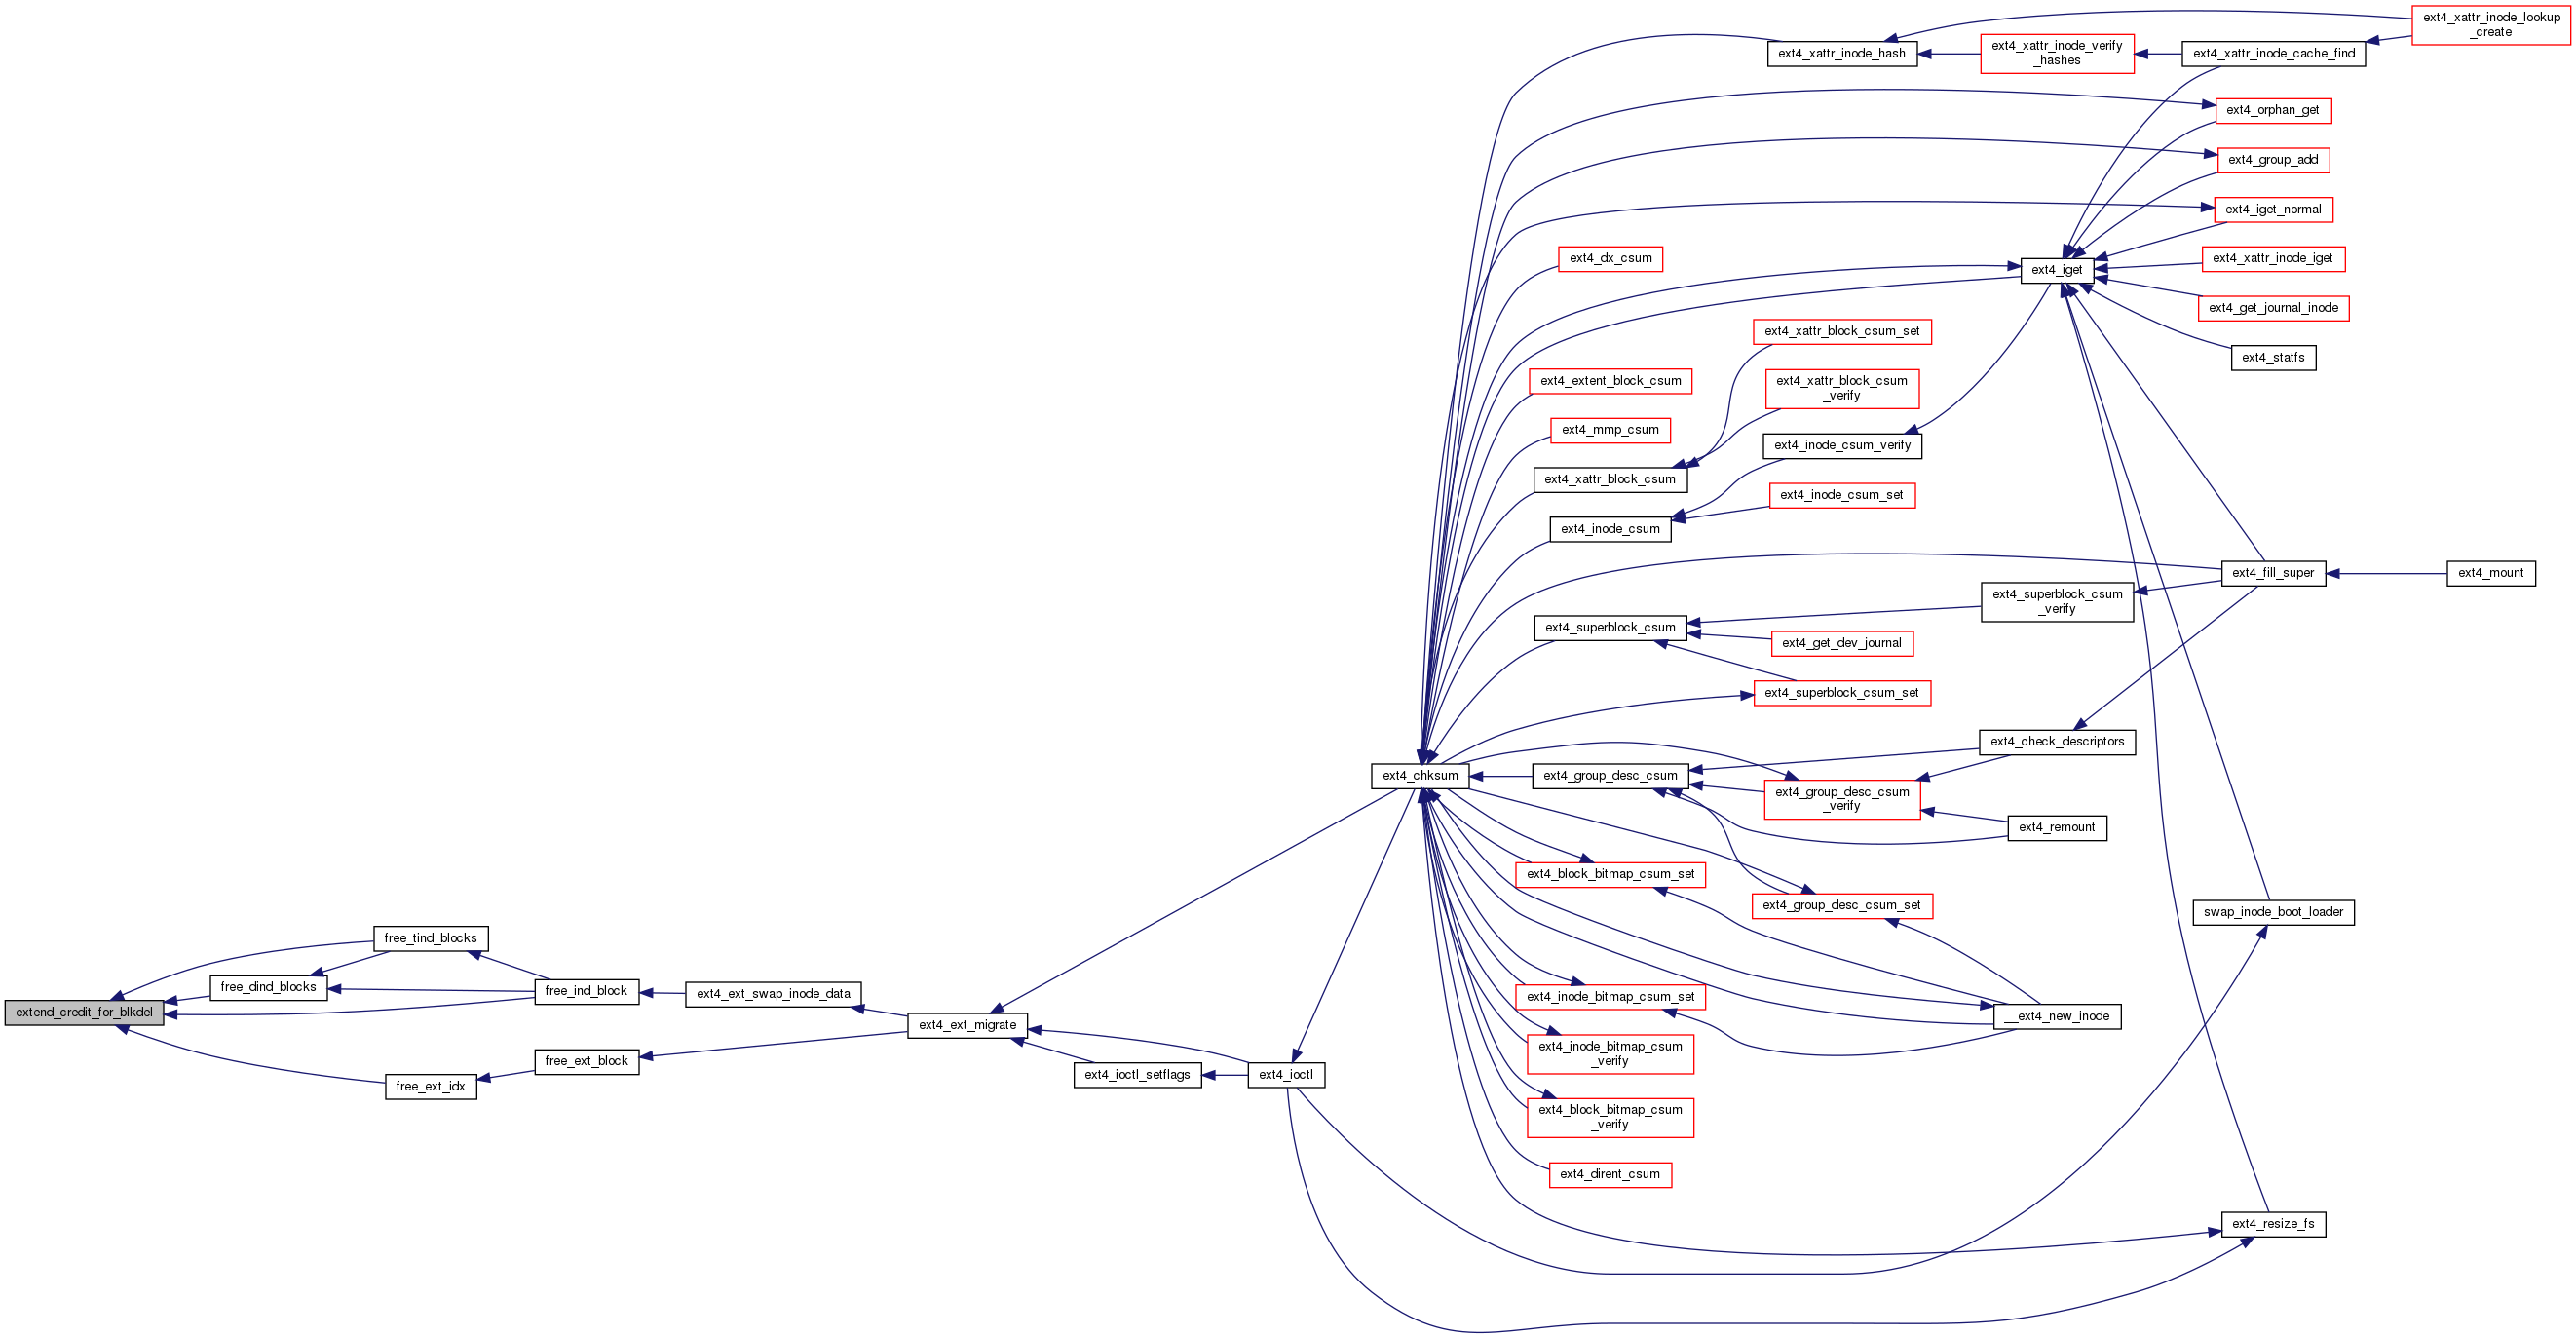 ext4_xattr_inode_lookup
_create
ext4_xattr_inode_hash
ext4_xattr_inode_verify
_hashes
ext4_xattr_inode_cache_find
ext4_orphan_get
ext4_group_add
ext4_iget_normal
ext4_dx_csum
ext4_iget
ext4_xattr_inode_iget
ext4_get_journal_inode
ext4_xattr_block_csum_set
ext4_statfs
ext4_extent_block_csum
ext4_xattr_block_csum
_verify
ext4_mmp_csum
ext4_inode_csum_verify
ext4_xattr_block_csum
ext4_inode_csum_set
ext4_inode_csum
ext4_fill_super
ext4_mount
ext4_superblock_csum
_verify
ext4_superblock_csum
ext4_get_dev_journal
ext4_superblock_csum_set
ext4_check_descriptors
ext4_chksum
ext4_group_desc_csum
ext4_group_desc_csum
_verify
ext4_remount
ext4_block_bitmap_csum_set
ext4_group_desc_csum_set
swap_inode_boot_loader
free_tind_blocks
free_dind_blocks
free_ind_block
ext4_ext_swap_inode_data
ext4_inode_bitmap_csum_set
extend_credit_for_blkdel
ext4_ext_migrate
__ext4_new_inode
ext4_inode_bitmap_csum
_verify
free_ext_block
free_ext_idx
ext4_ioctl_setflags
ext4_ioctl
ext4_block_bitmap_csum
_verify
ext4_dirent_csum
ext4_resize_fs